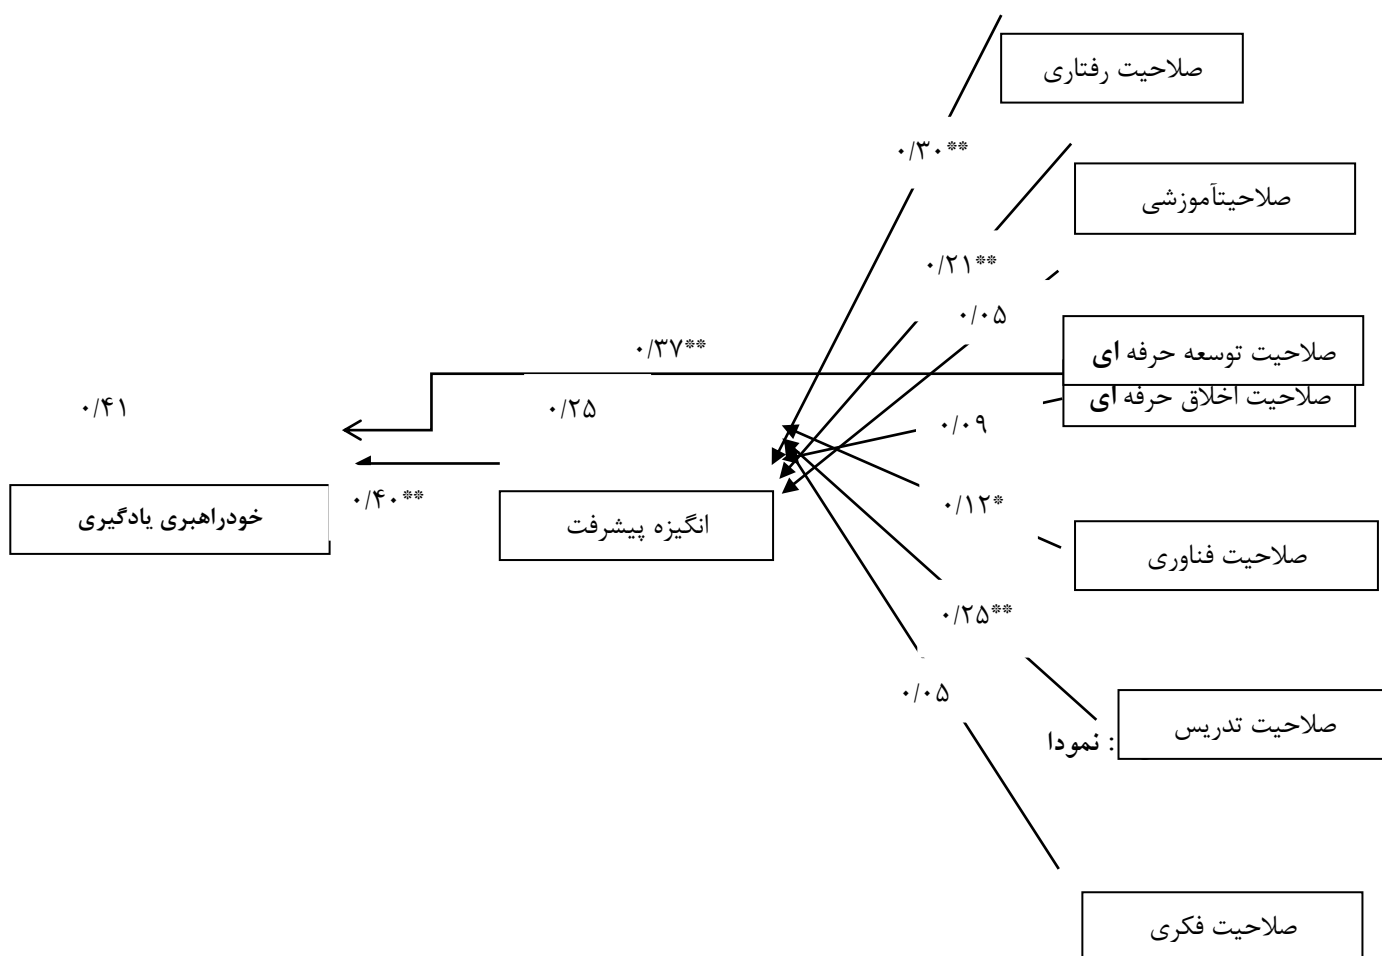 صلاحیت رفتاری
۰/۳۰**
صلاحیتآموزشی
۰/۲۱**
۰/۰۵
صلاحیت توسعه حرفه ای
۰/۳۷**
صلاحیت اخلاق حرفه ای
۰/۰۹
۰/۲۵
۰/۴۱
صلاحیت فناوری
۰/۱۲*
انگیزه پیشرفت
۰/۴۰**
خودراهبری یادگیری
۰/۲۵**
صلاحیت تدریس
: نمودا
۰/۰۵
صلاحیت فکری